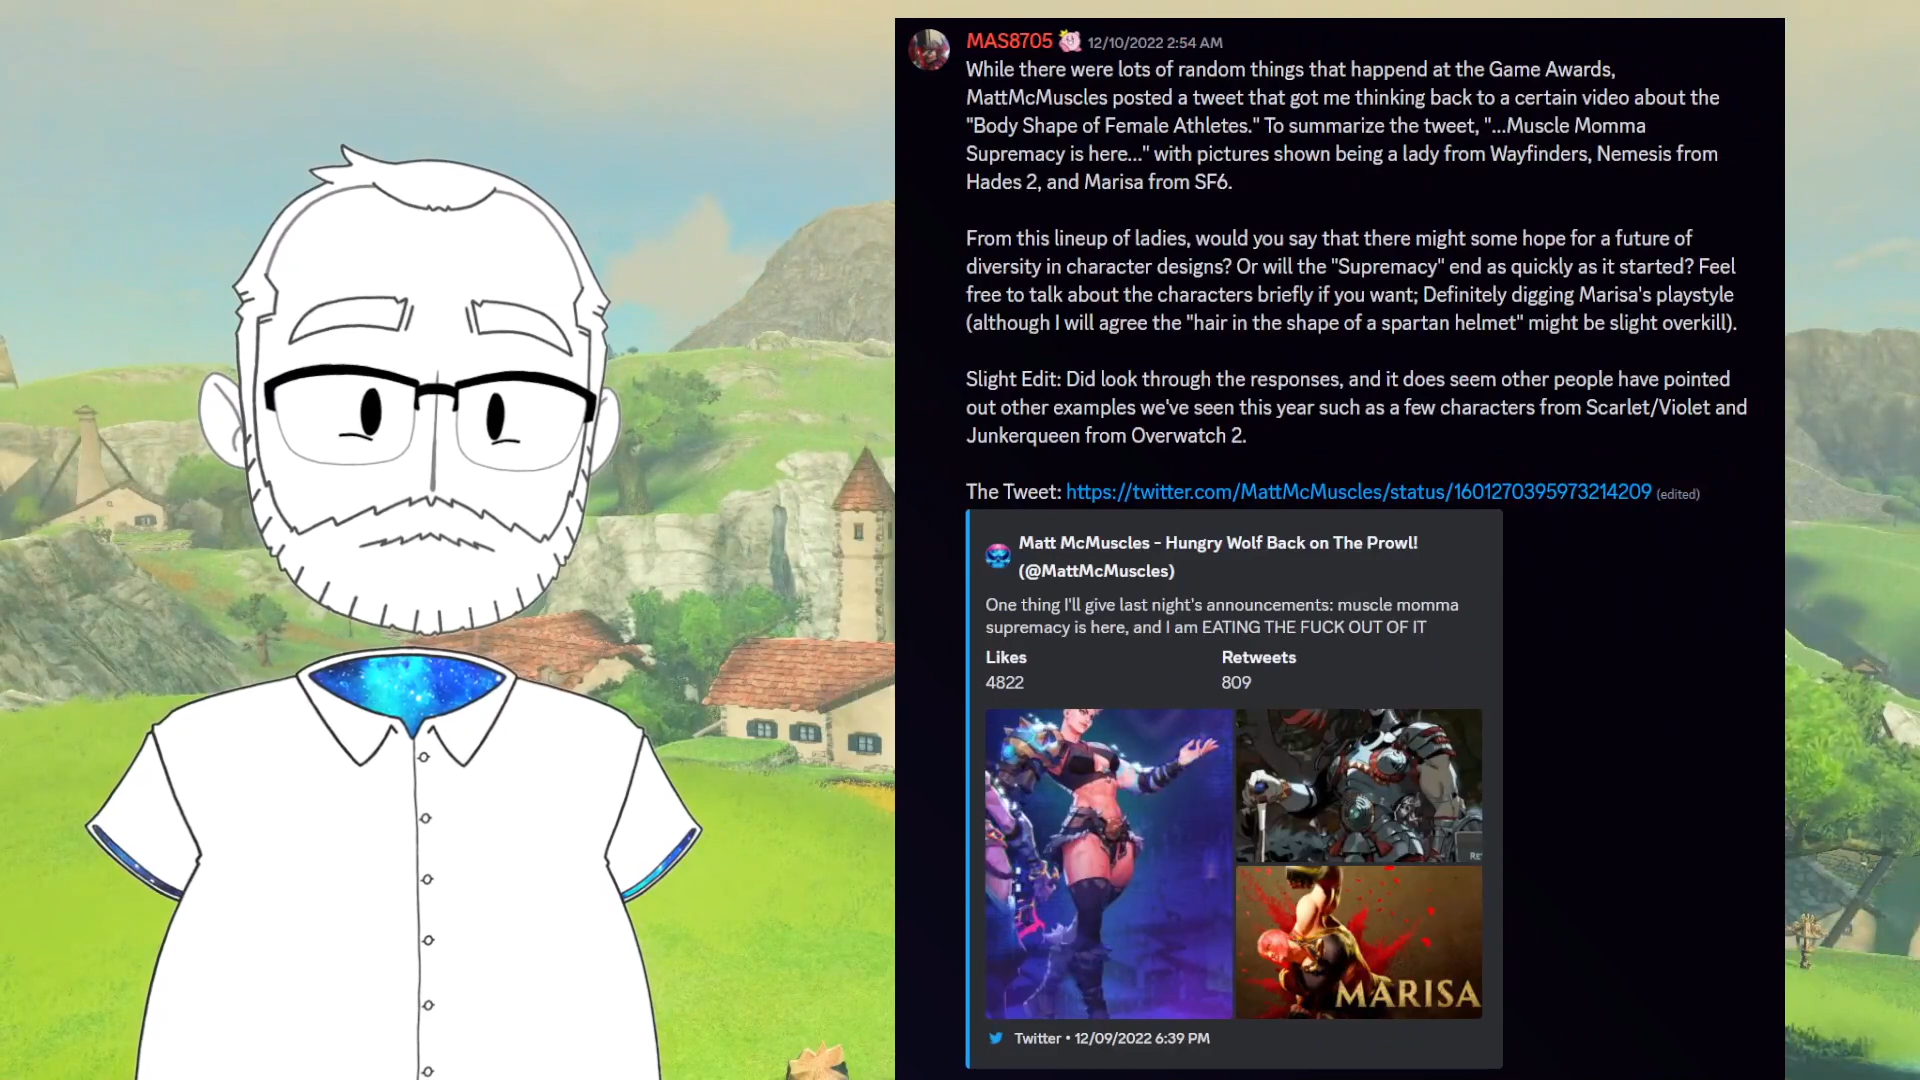 MAS8705 12/10/2022 2:54 AM
While there were lots of random things that happend at the Game Awards,
MattMcMuscles posted a tweet that got me thinking back to a certain video about the
"Body Shape of Female Athletes." To summarize the tweet, "...Muscle Momma
Supremacy is here..." with pictures shown being a lady from Wayfinders, Nemesis from
Hades 2, and Marisa from SF6.
From this lineup of ladies, would you say that there might some hope for a future of
diversity in character designs? Or will the "Supremacy" end as quickly as it started? Feel
free to talk about the characters briefly if you want; Definitely digging Marisa's playstyle
(although I will agree the "hair in the shape of a spartan helmet" might be slight overkill).
Slight Edit: Did look through the responses, and it does seem other people have pointed
out other examples we've seen this year such as a few characters from Scarlet/Violet and
Junkerqueen from Overwatch 2.
The Tweet: https://twitter.com/MattMcMuscles/status/1601270395973214209 (edited)
Matt McMuscles - Hungry Wolf Back on The Prowl!
(@MattMcMuscles)
One thing I'll give last night's announcements: muscle momma
supremacy is here, and I am EATING THE FUCK OUT OF IT
Likes Retweets
4822 809
RE
MARISA
Twitter • 12/09/2022 6:39 PM